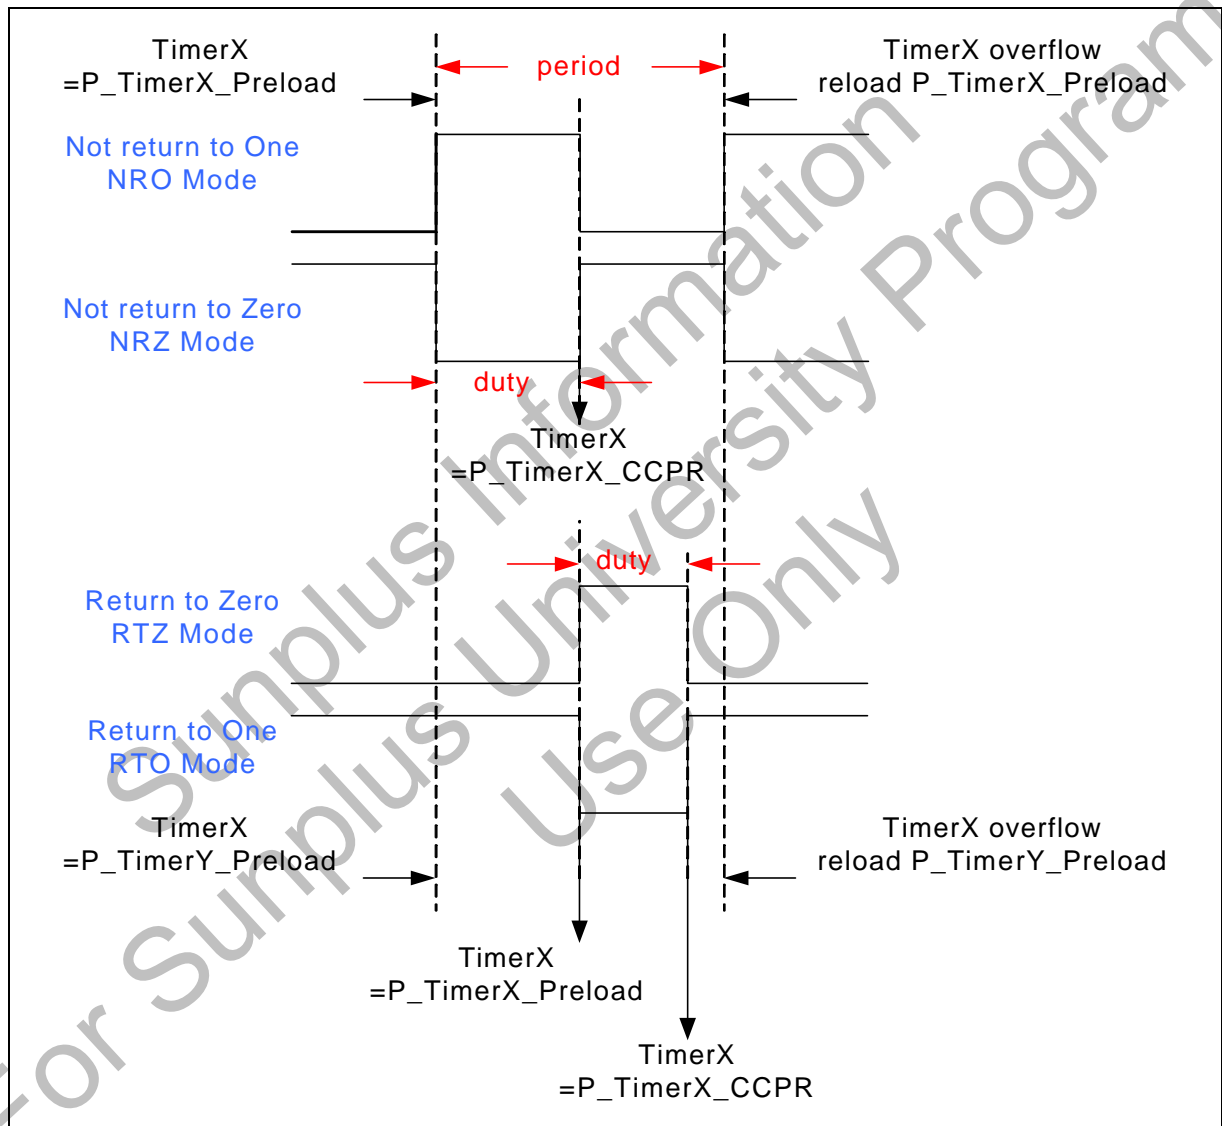 TimerX
=P_TimerX_Preload
period
TimerX overflow
reload P_TimerX_Preload
Not return to One
NRO Mode
Not return to Zero
NRZ Mode
duty
TimerX
=P_TimerX_CCPR
duty
Return to Zero
RTZ Mode
Return to One
RTO Mode
TimerX
=P_TimerY_Preload
TimerX overflow
reload P_TimerY_Preload
TimerX
=P_TimerX_Preload
TimerX
=P_TimerX_CCPR
Sunplus Information
For Sunplus University Program
Use Only